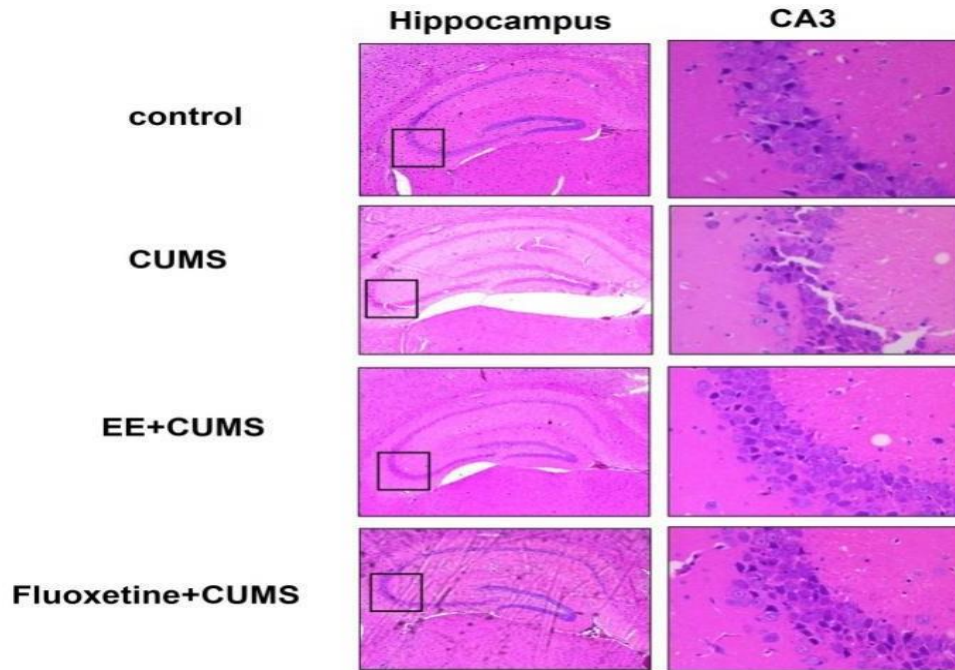 Hippocampus
CA3
control
CUMS
EE+CUMS
Fluoxetine+CUMS